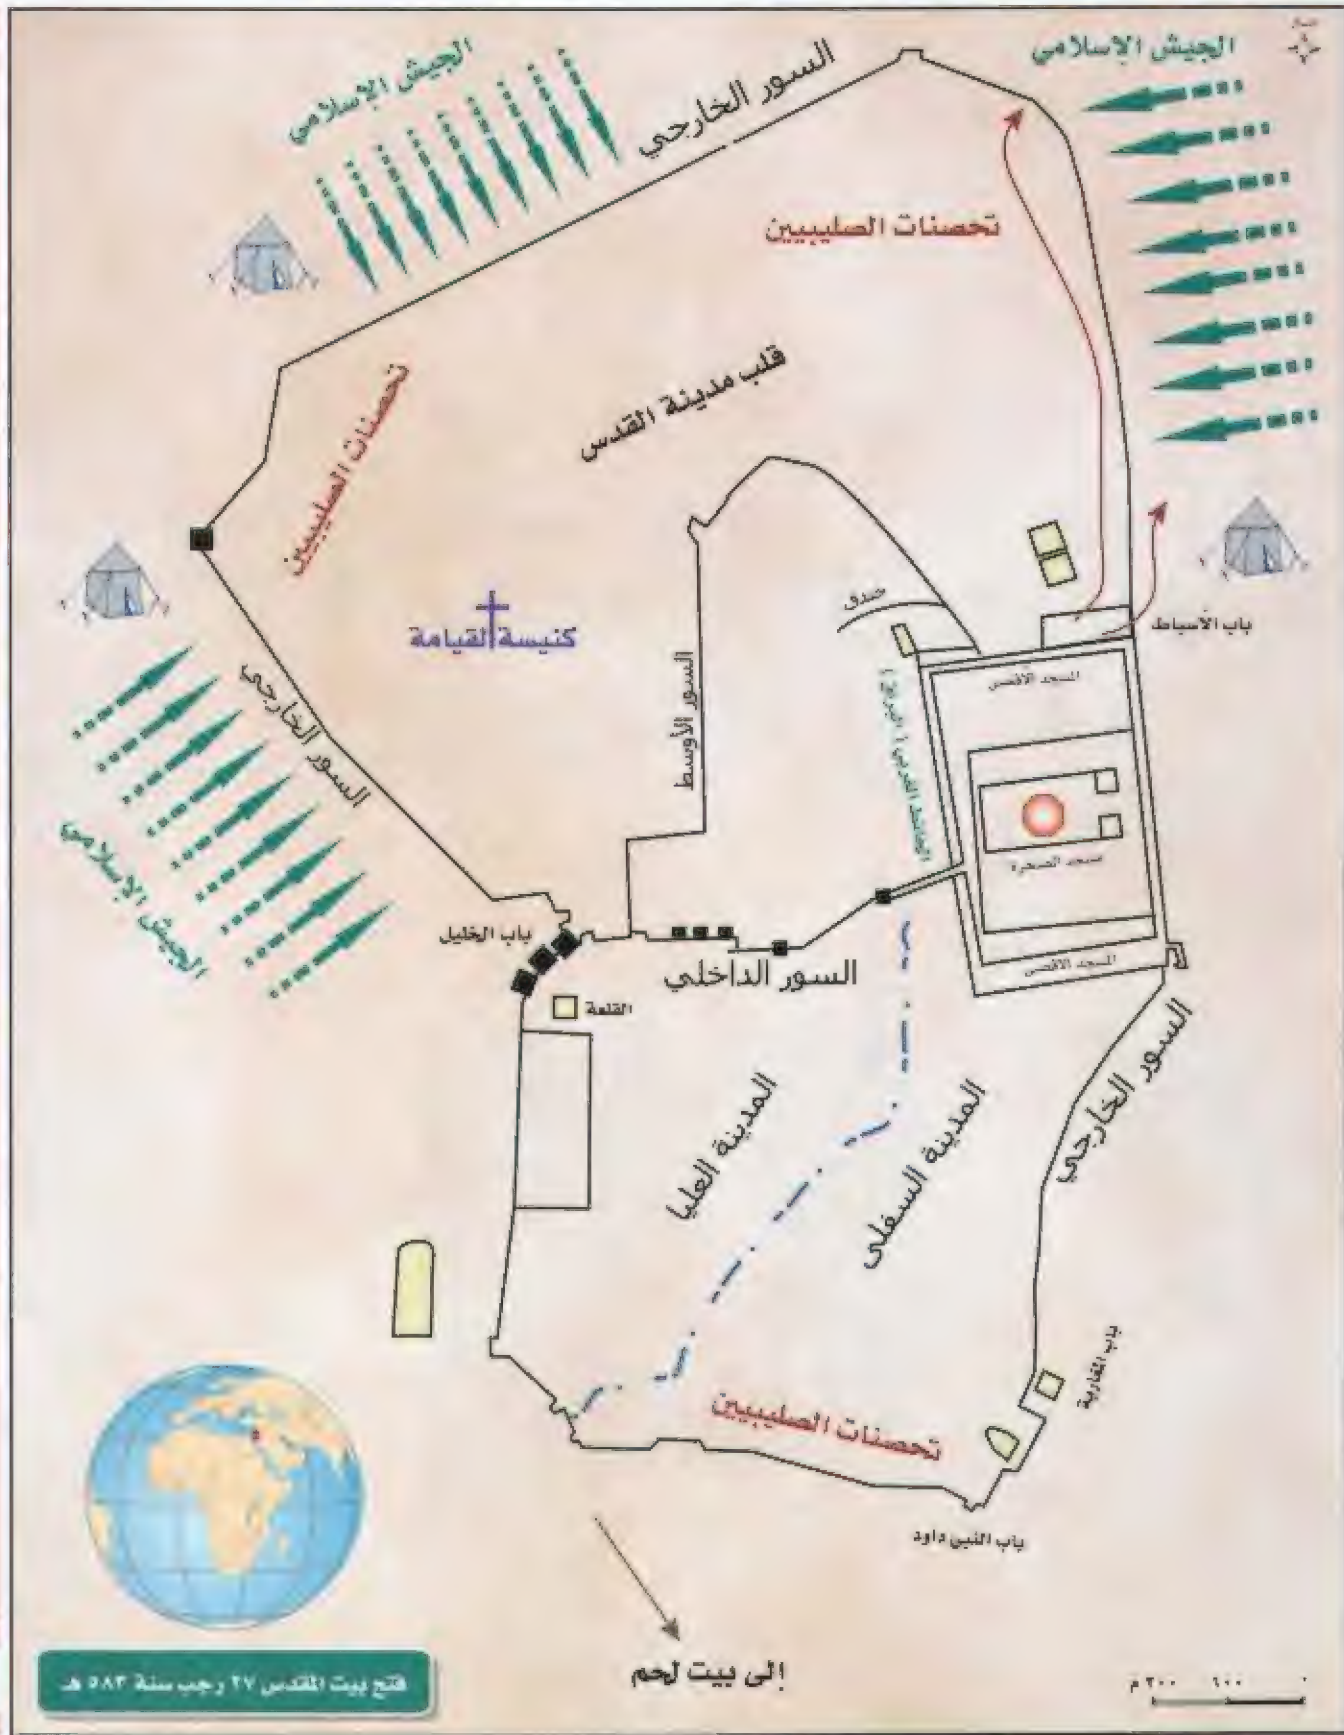 شمال
الجيش الإسلامي
الجيش الإسلامي
السور الخارجي
تحصنات الصليبيين
قلب مدينة القدس
تحصنات الصليبيين
كنيسة القيامة
خندق
باب الأسباط
المسجد الأقصى
السور الأوسط
السور الخارجي
الجيش الإسلامي
مسجد الصخرة
المسجد الأقصى
باب الخليل
السور الداخلي
القلعة
السور الخارجي
المدينة العليا
المدينة السفلى
باب المغاربة
تحصنات الصليبيين
باب النبي داود
إلى بيت لحم
فتح بيت المقدس ٢٧ رجب سنة ٥٨٣ هـ